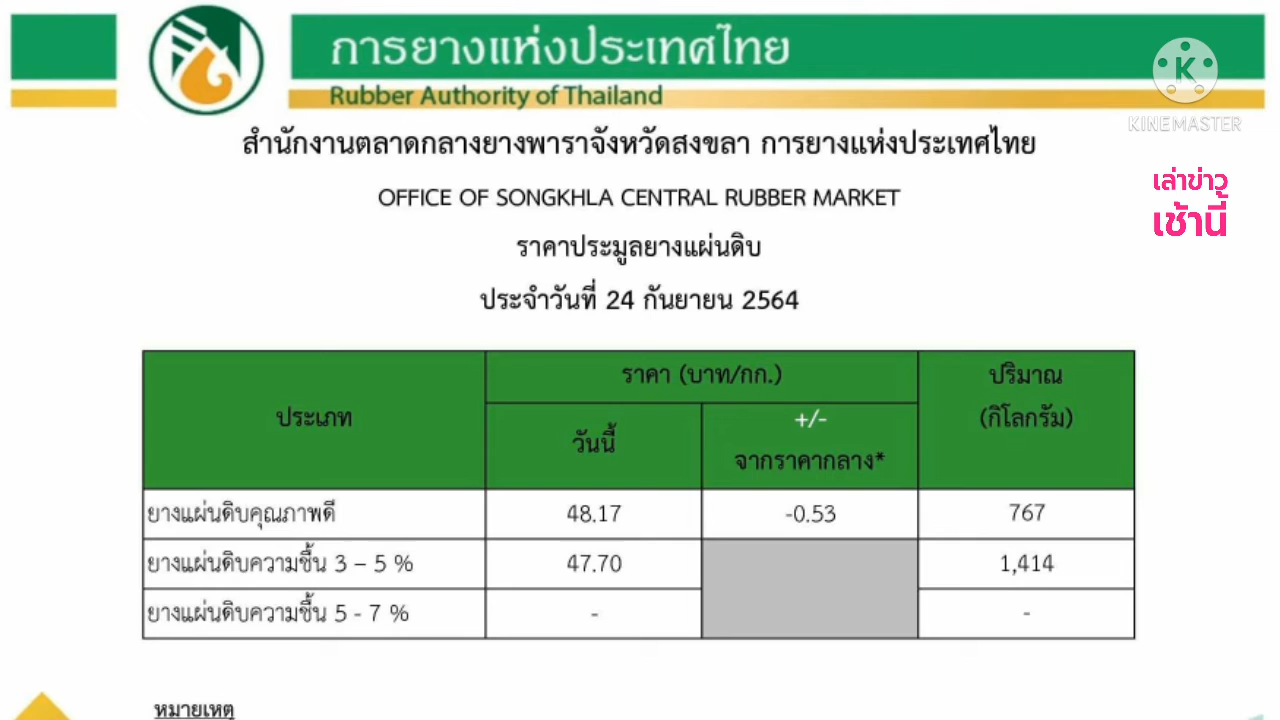 การยางแห่งประเทศไทย
Rubber Authority of Thailand
K
KINEMASTER
สำนักงานตลาดกลางยางพาราจังหวัดสงขลา การยางแห่งประเทศไทย
OFFICE OF SONGKHLA CENTRAL RUBBER MARKET
เล่าข่าว
เช้านี้
ราคาประมูลยางแผ่นดิบ
ประจำวันที่ 24 กันยายน 2564
ประเภท
ราคา (บาท/กก.)
ปริมาณ
(กิโลกรัม)
วันนี้
+/-
จากราคากลาง*
ยางแผ่นดิบคุณภาพดี 48.17 -0.53 767
ยางแผ่นดิบความชื้น 3 – 5 % 47.70 1,414
ยางแผ่นดิบความชื้น 5 - 7 % - -
หมายเหตุ